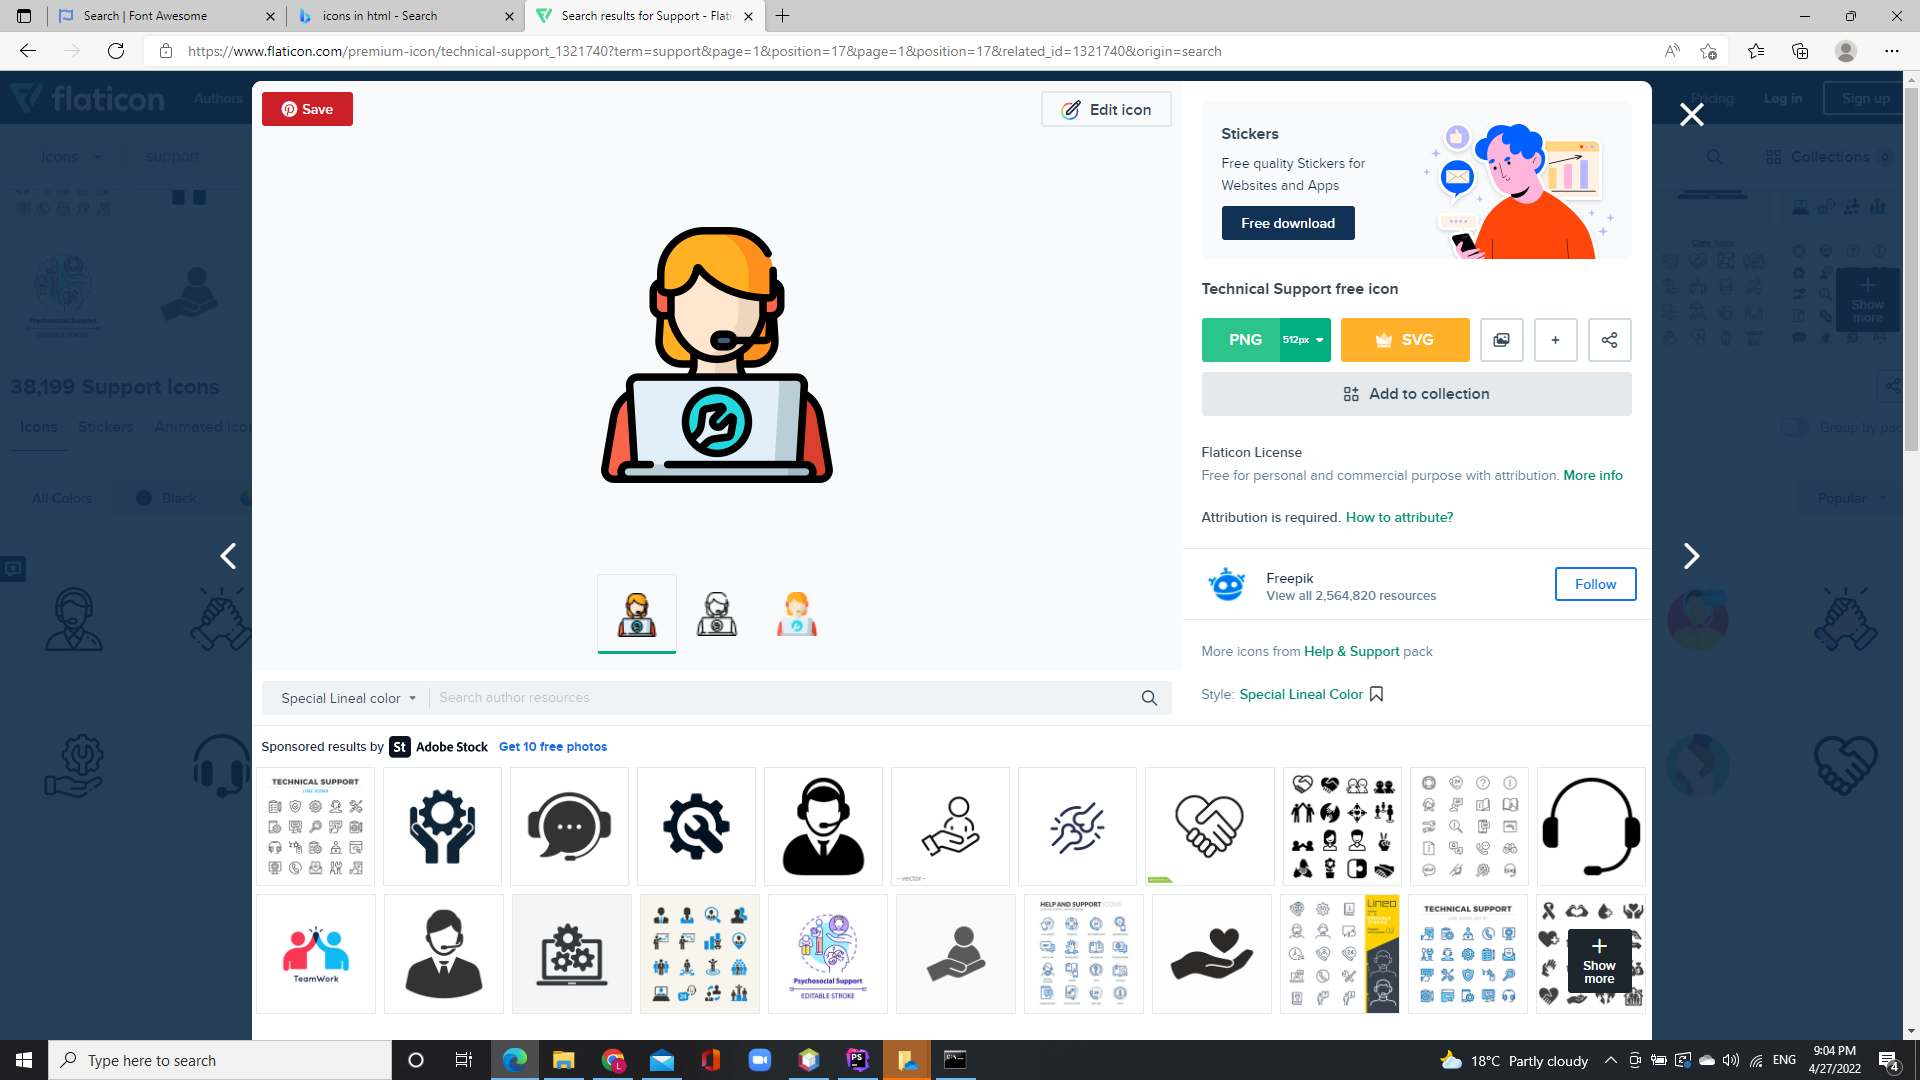 Search | Font Awesome
icons in html - Search
Search results for Support - Flati
https://www.flaticon.com/premium-icon/technical-support_1321740?term=support&page=1&position=17&page=1&position=17&related_id=1321740&origin=search
flaticon
Authors
Pricing
Log in
Sign up
Save
Edit icon
Stickers
Free quality Stickers for
Websites and Apps
Free download
Icons
support
Collections
0
Technical Support free icon
PNG
512px
SVG
+
Add to collection
Show
more
38,199 Support Icons
Icons
Stickers
Animated icon
Group by pac
Flaticon License
Free for personal and commercial purpose with attribution. More info
All Colors
Black
Popular
Attribution is required. How to attribute?
Freepik
View all 2,564,820 resources
Follow
More icons from Help & Support pack
Special Lineal color
Search author resources
Style: Special Lineal Color
Sponsored results by St Adobe Stock Get 10 free photos
TECHNICAL SUPPORT
LINE ICONS
-- vector --
TeamWork
Psychosocial Support
EDITABLE STROKE
HELP AND SUPPORT ICONS
Lineo
TECHNICAL SUPPORT
Show
more
Type here to search
18°C Partly cloudy
ENG
9:04 PM
4/27/2022
4